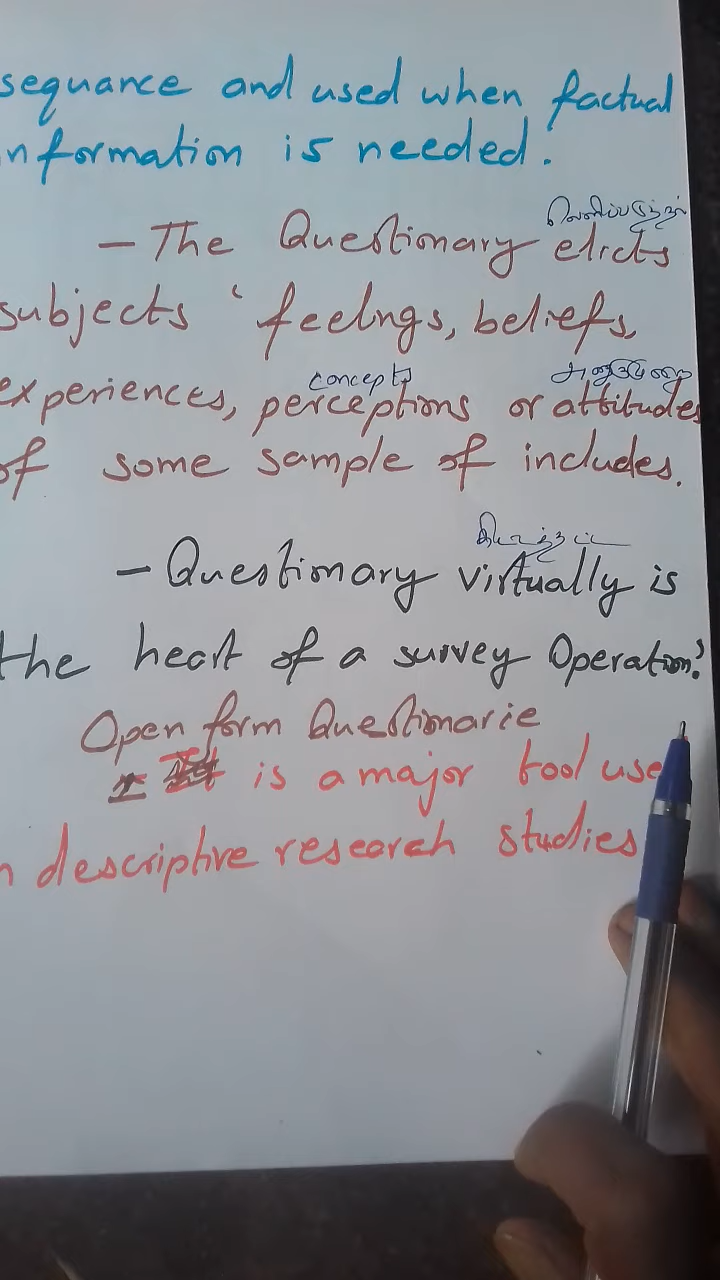 sequance and used when factual
nformation is needed.
வெளிப்படுத்தல்
– The Questionary elicts
subjects ‘ feelngs, beliefs,
concepts
experiences, perceptions or attitudes
of some sample of includes.
– Questionary virtually is
the heart of a survey Operation.'
Open form Questionarie
is a major tool use
n descriptive research studies